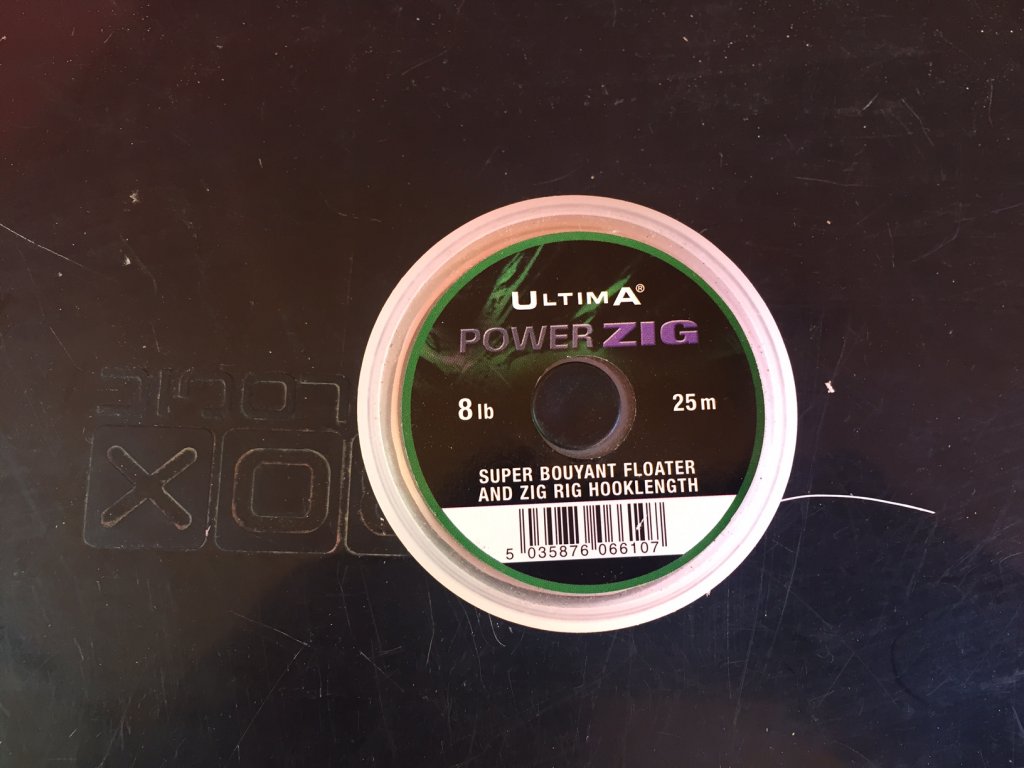 ULTIMA®
POWER ZIG
8 lb
25 m
SUPER BOUYANT FLOATER
AND ZIG RIG HOOKLENGTH
5 035876 066107